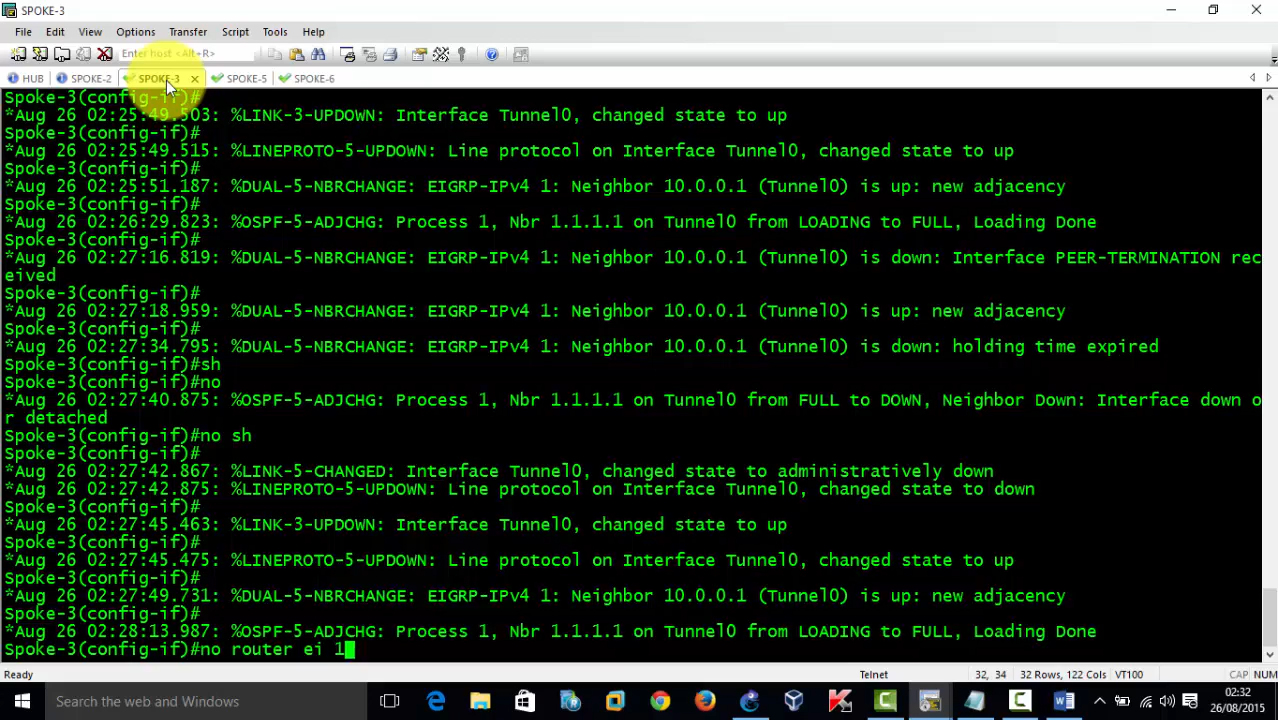 SPOKE-3
File Edit View Options Transfer Script Tools Help
Enter host <Alt+R>
HUB SPOKE-2 SPOKE-3 × SPOKE-5 SPOKE-6
Spoke-3(config-if)#
*Aug 26 02:25:49.503: %LINK-3-UPDOWN: Interface Tunnel0, changed state to up
Spoke-3(config-if)#
*Aug 26 02:25:49.515: %LINEPROTO-5-UPDOWN: Line protocol on Interface Tunnel0, changed state to up
Spoke-3(config-if)#
*Aug 26 02:25:51.187: %DUAL-5-NBRCHANGE: EIGRP-IPv4 1: Neighbor 10.0.0.1 (Tunnel0) is up: new adjacency
Spoke-3(config-if)#
*Aug 26 02:26:29.823: %OSPF-5-ADJCHG: Process 1, Nbr 1.1.1.1 on Tunnel0 from LOADING to FULL, Loading Done
Spoke-3(config-if)#
*Aug 26 02:27:16.819: %DUAL-5-NBRCHANGE: EIGRP-IPv4 1: Neighbor 10.0.0.1 (Tunnel0) is down: Interface PEER-TERMINATION rec
eived
Spoke-3(config-if)#
*Aug 26 02:27:18.959: %DUAL-5-NBRCHANGE: EIGRP-IPv4 1: Neighbor 10.0.0.1 (Tunnel0) is up: new adjacency
Spoke-3(config-if)#
*Aug 26 02:27:34.795: %DUAL-5-NBRCHANGE: EIGRP-IPv4 1: Neighbor 10.0.0.1 (Tunnel0) is down: holding time expired
Spoke-3(config-if)#sh
Spoke-3(config-if)#no
*Aug 26 02:27:40.875: %OSPF-5-ADJCHG: Process 1, Nbr 1.1.1.1 on Tunnel0 from FULL to DOWN, Neighbor Down: Interface down o
r detached
Spoke-3(config-if)#no sh
Spoke-3(config-if)#
*Aug 26 02:27:42.867: %LINK-5-CHANGED: Interface Tunnel0, changed state to administratively down
*Aug 26 02:27:42.875: %LINEPROTO-5-UPDOWN: Line protocol on Interface Tunnel0, changed state to down
Spoke-3(config-if)#
*Aug 26 02:27:45.463: %LINK-3-UPDOWN: Interface Tunnel0, changed state to up
Spoke-3(config-if)#
*Aug 26 02:27:45.475: %LINEPROTO-5-UPDOWN: Line protocol on Interface Tunnel0, changed state to up
Spoke-3(config-if)#
*Aug 26 02:27:49.731: %DUAL-5-NBRCHANGE: EIGRP-IPv4 1: Neighbor 10.0.0.1 (Tunnel0) is up: new adjacency
Spoke-3(config-if)#
*Aug 26 02:28:13.987: %OSPF-5-ADJCHG: Process 1, Nbr 1.1.1.1 on Tunnel0 from LOADING to FULL, Loading Done
Spoke-3(config-if)#no router ei 1
Ready Telnet 32, 34 32 Rows, 122 Cols VT100 CAP NUM
Search the web and Windows 02:32
26/08/2015